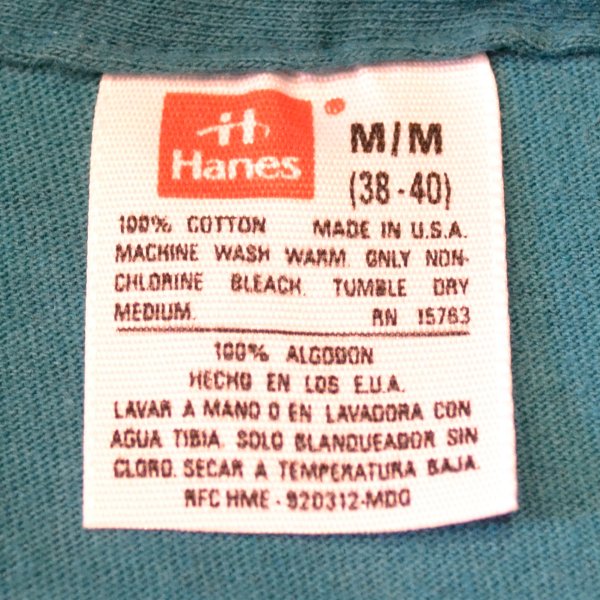 Hanes
M/M
(38-40)
100% COTTON MADE IN U.S.A.
MACHINE WASH WARM. ONLY NON-
CHLORINE BLEACH. TUMBLE DRY
MEDIUM. RN 15763
100% ALGODON
HECHO EN LOS E.U.A.
LAVAR A MANO O EN LAVADORA CON
AGUA TIBIA. SOLO BLANQUEADOR SIN
CLORO. SECAR A TEMPERATURA BAJA.
RFC HME - 920312-MDG